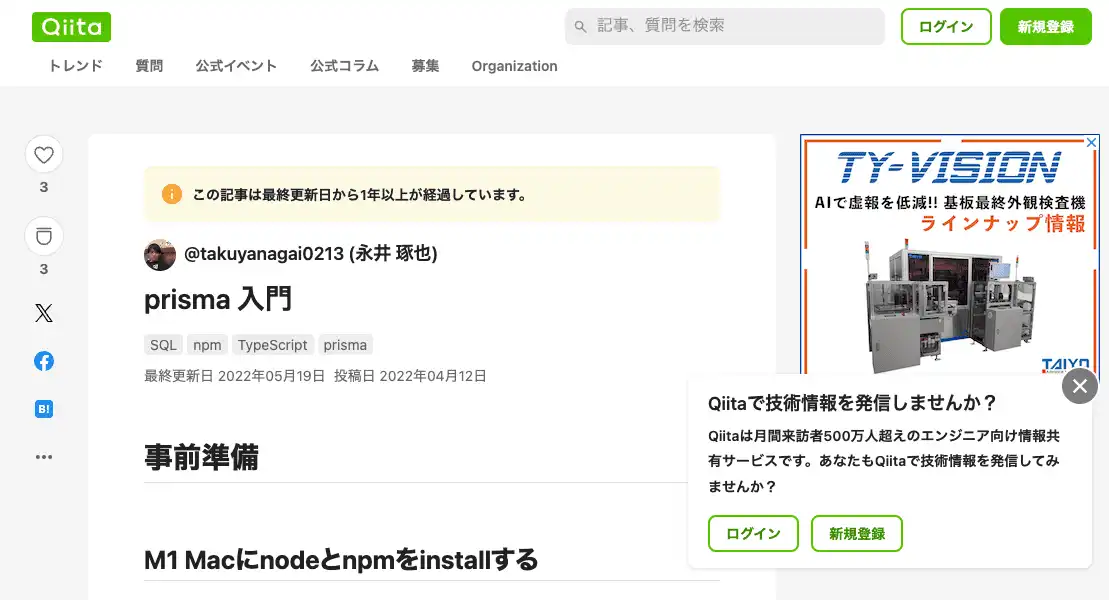 Qiita
記事、質問を検索
ログイン
新規登録
トレンド
質問
公式イベント
公式コラム
募集
Organization
3
3
B!
この記事は最終更新日から1年以上が経過しています。
@takuyanagai0213 (永井 琢也)
prisma 入門
SQL
npm
TypeScript
prisma
最終更新日 2022年05月19日 投稿日 2022年04月12日
事前準備
M1 Macにnodeとnpmをinstallする
TY-VISION
AIで虚報を低減!! 基板最終外観検査機
ラインナップ情報
TAIYO
Qiitaで技術情報を発信しませんか？
Qiitaは月間来訪者500万人超えのエンジニア向け情報共
有サービスです。あなたもQiitaで技術情報を発信してみ
ませんか？
ログイン
新規登録